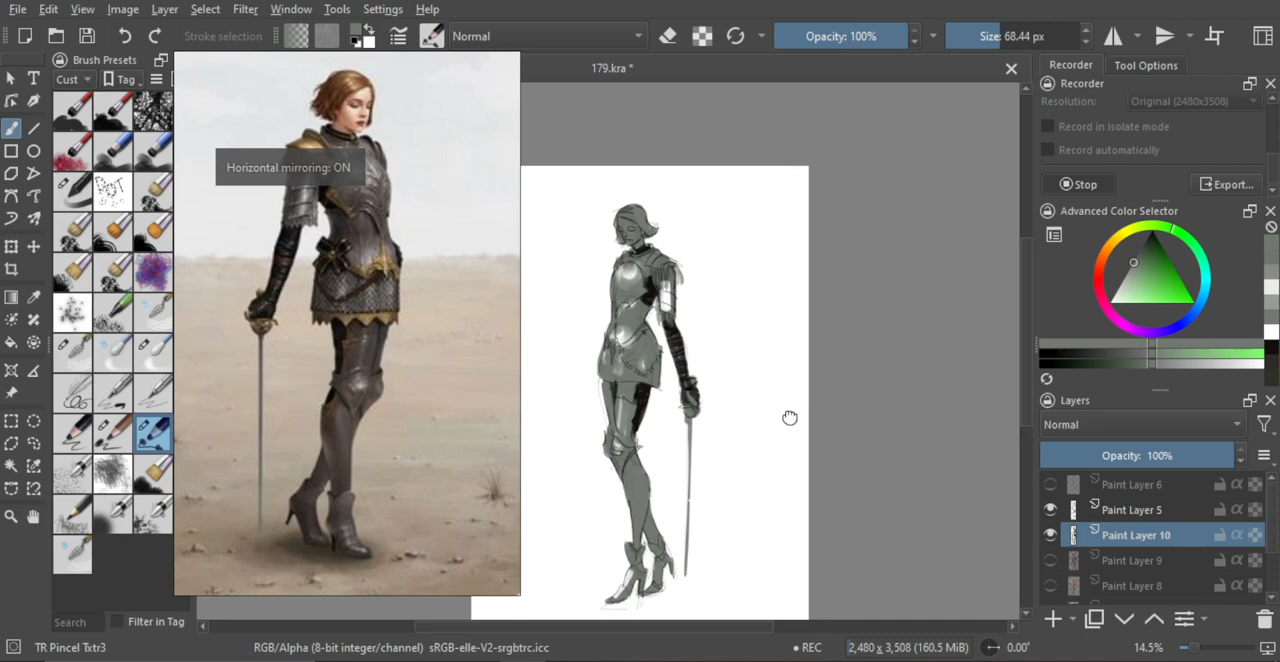 File Edit View Image Layer Select Filter Window Tools Settings Help
Stroke selection
Normal
Opacity: 100%
Size: 68.44 px
Brush Presets
Cust
Tag
179.kra *
Horizontal mirroring: ON
Recorder
Tool Options
Recorder
Resolution: Original (2480x3508)
Record in isolate mode
Record automatically
Stop
Export...
Advanced Color Selector
Layers
Normal
Opacity: 100%
Paint Layer 6
Paint Layer 5
Paint Layer 10
Paint Layer 9
Paint Layer 8
Search
Filter in Tag
TR Pincel Txtr3
RGB/Alpha (8-bit integer/channel) sRGB-elle-V2-srgbtrc.icc
REC
2,480 x 3,508 (160.5 MiB)
0.00°
14.5%